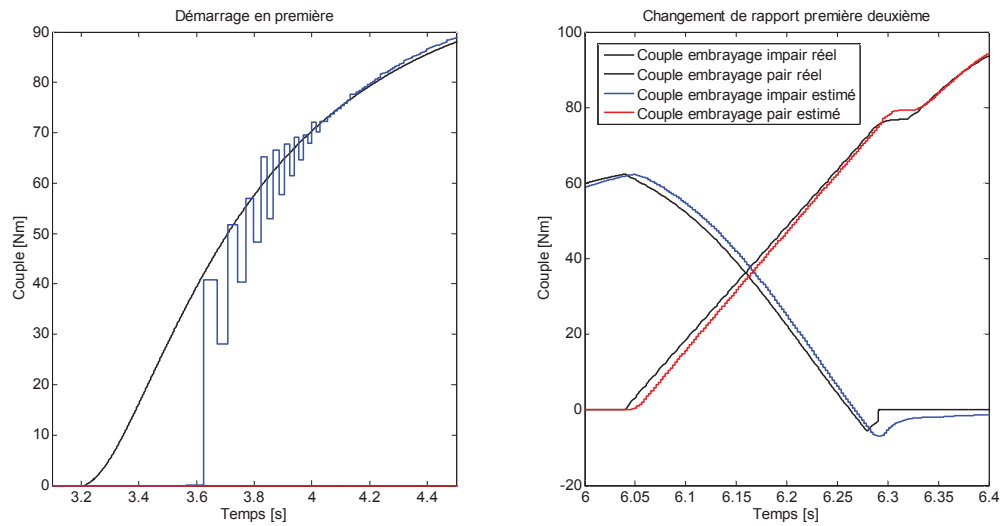 Démarrage en première
90
80
70
60
50
40
30
20
10
0
Couple [Nm]
3.2 3.4 3.6 3.8 4 4.2 4.4
Temps [s]
Changement de rapport première deuxième
Couple embrayage impair réel
Couple embrayage pair réel
Couple embrayage impair estimé
Couple embrayage pair estimé
100
80
60
40
20
0
-20
Couple [Nm]
6 6.05 6.1 6.15 6.2 6.25 6.3 6.35 6.4
Temps [s]